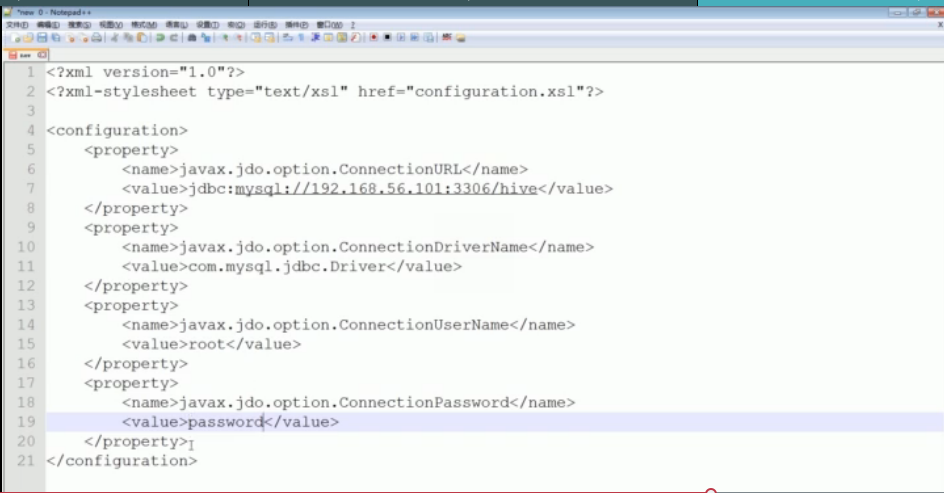 *new 0 - Notepad++
文件(F) 编辑(E) 搜索(S) 视图(V) 格式(M) 语言(L) 设置(T) 宏(O) 运行(R) 插件(P) 窗口(W) ?
1 <?xml version="1.0"?>
2 <?xml-stylesheet type="text/xsl" href="configuration.xsl"?>
3
4 <configuration>
5 <property>
6 <name>javax.jdo.option.ConnectionURL</name>
7 <value>jdbc:mysql://192.168.56.101:3306/hive</value>
8 </property>
9 <property>
10 <name>javax.jdo.option.ConnectionDriverName</name>
11 <value>com.mysql.jdbc.Driver</value>
12 </property>
13 <property>
14 <name>javax.jdo.option.ConnectionUserName</name>
15 <value>root</value>
16 </property>
17 <property>
18 <name>javax.jdo.option.ConnectionPassword</name>
19 <value>password</value>
20 </property>
21 </configuration>